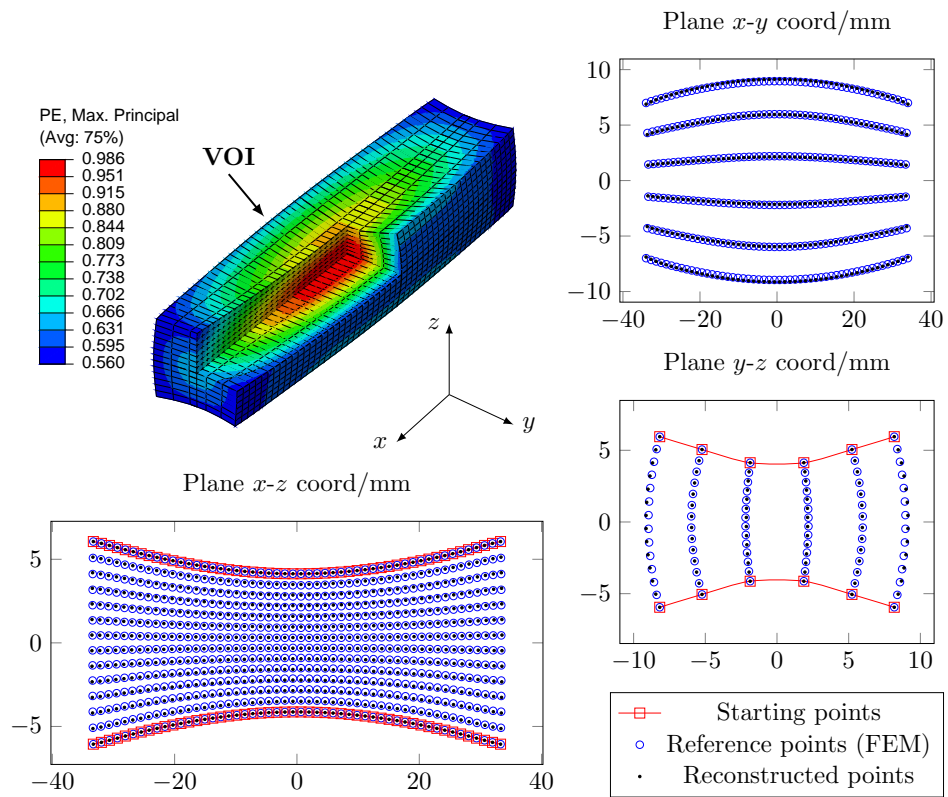 PE, Max. Principal
(Avg: 75%)
0.986
0.951
0.915
0.880
0.844
0.809
0.773
0.738
0.702
0.666
0.631
0.595
0.560
VOI
z
x
y
Plane x-y coord/mm
10
5
0
−5
−10
−40 −20 0 20 40
Plane y-z coord/mm
5
0
−5
−10 −5 0 5 10
Plane x-z coord/mm
5
0
−5
−40 −20 0 20 40
Starting points
Reference points (FEM)
Reconstructed points